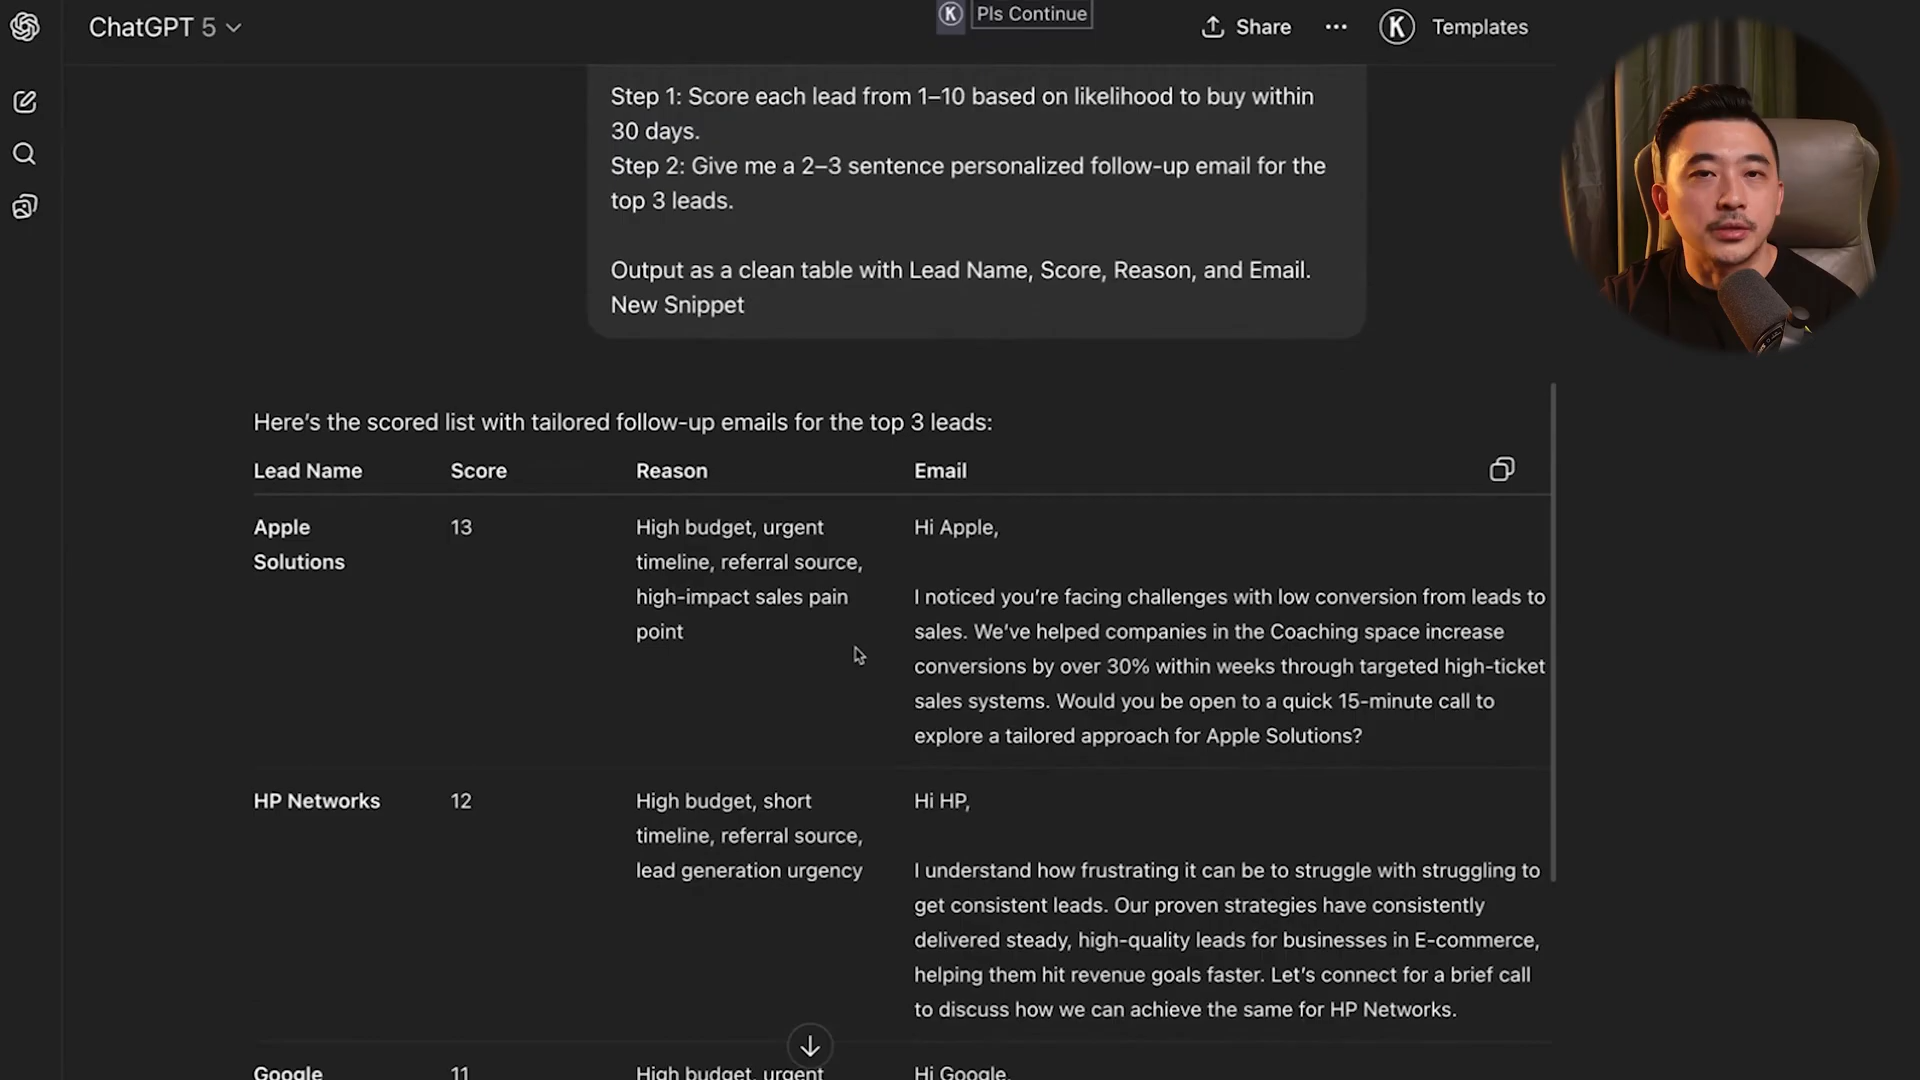 ChatGPT 5
K
Pls Continue
Share
K
Templates
Step 1: Score each lead from 1–10 based on likelihood to buy within
30 days.
Step 2: Give me a 2–3 sentence personalized follow-up email for the
top 3 leads.
Output as a clean table with Lead Name, Score, Reason, and Email.
New Snippet
Here’s the scored list with tailored follow-up emails for the top 3 leads:
Lead Name Score Reason Email
Apple
Solutions
13
High budget, urgent
timeline, referral source,
high-impact sales pain
point
Hi Apple,
I noticed you’re facing challenges with low conversion from leads to
sales. We’ve helped companies in the Coaching space increase
conversions by over 30% within weeks through targeted high-ticket
sales systems. Would you be open to a quick 15-minute call to
explore a tailored approach for Apple Solutions?
HP Networks
12
High budget, short
timeline, referral source,
lead generation urgency
Hi HP,
I understand how frustrating it can be to struggle with struggling to
get consistent leads. Our proven strategies have consistently
delivered steady, high-quality leads for businesses in E-commerce,
helping them hit revenue goals faster. Let’s connect for a brief call
to discuss how we can achieve the same for HP Networks.
Google
11
High budget, urgent
Hi Google,